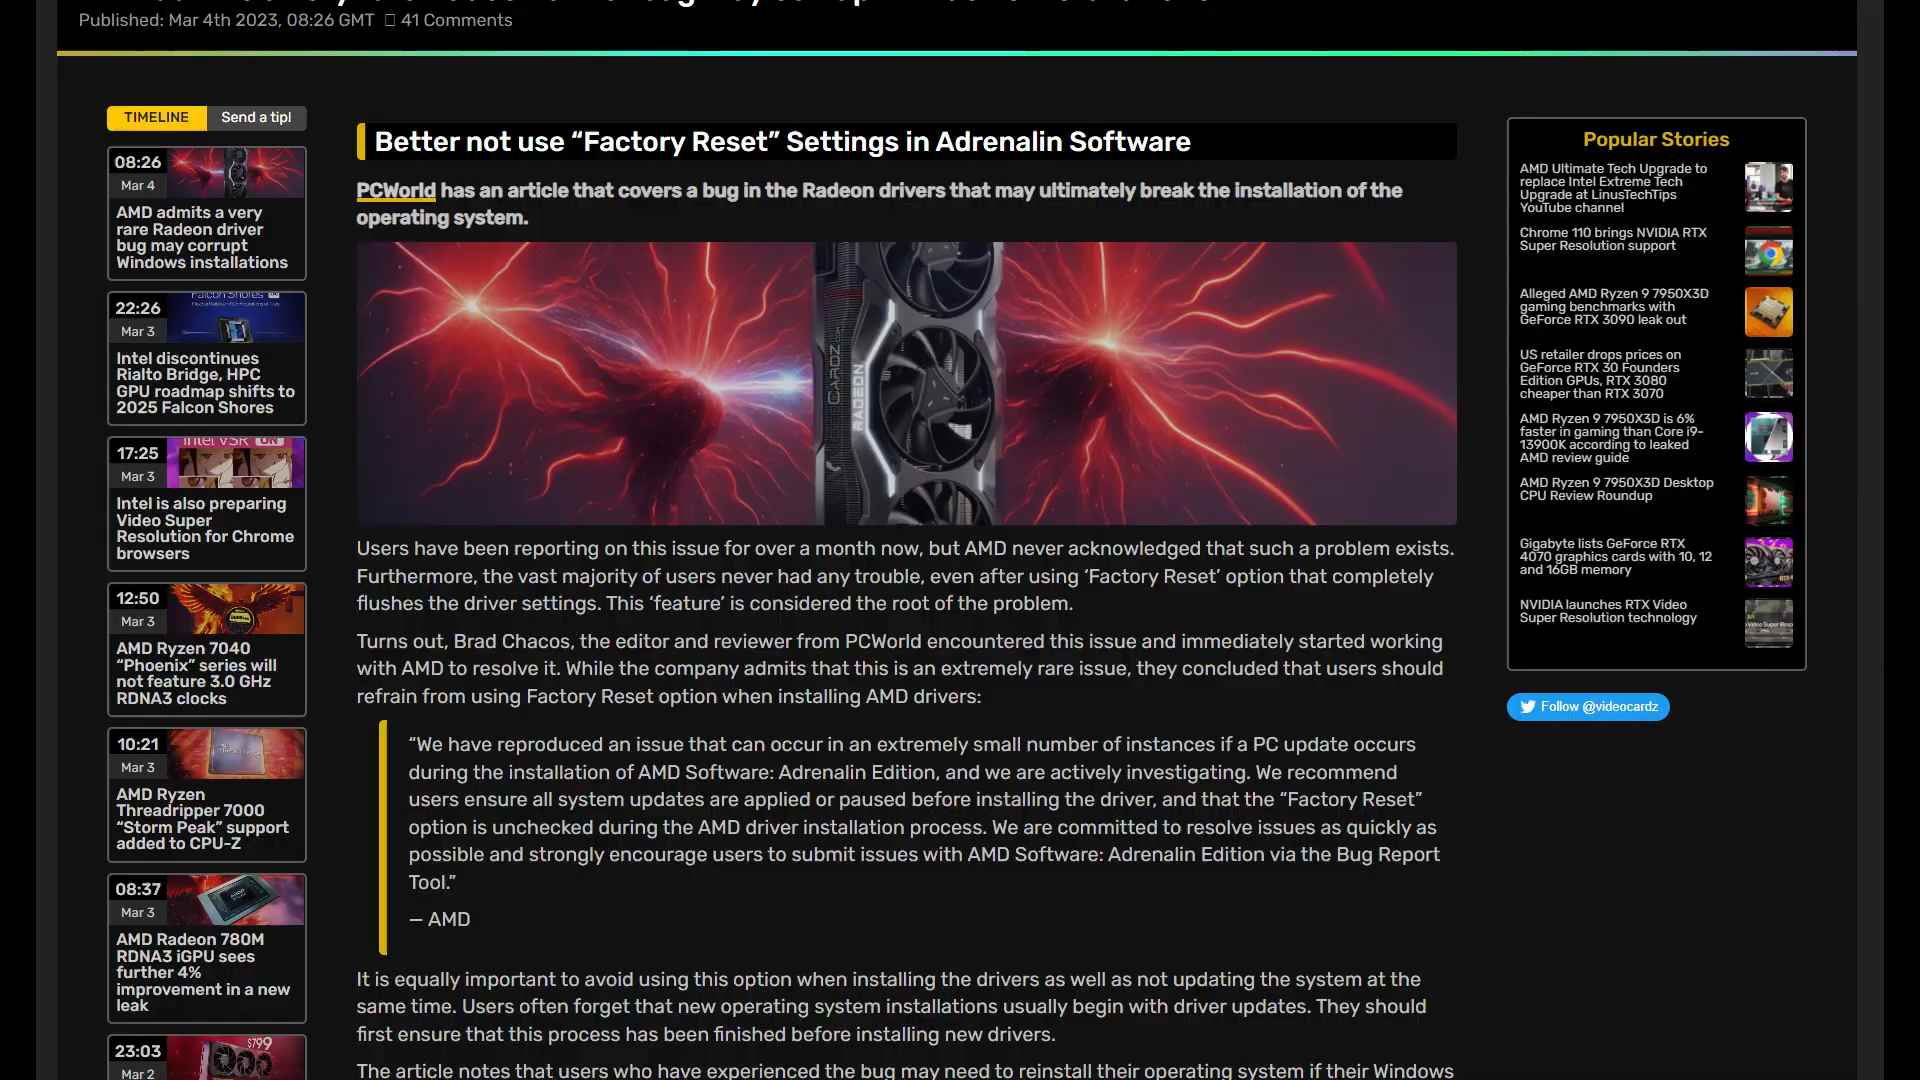 Published: Mar 4th 2023, 08:26 GMT 41 Comments
TIMELINE
Send a tip!
08:26
Mar 4
AMD admits a very
rare Radeon driver
bug may corrupt
Windows installations
22:26
Mar 3
Falcon Shores
Intel discontinues
Rialto Bridge, HPC
GPU roadmap shifts to
2025 Falcon Shores
17:25
Mar 3
Intel VSR ON
Intel is also preparing
Video Super
Resolution for Chrome
browsers
12:50
Mar 3
AMD Ryzen 7040
“Phoenix” series will
not feature 3.0 GHz
RDNA3 clocks
10:21
Mar 3
AMD Ryzen
Threadripper 7000
“Storm Peak” support
added to CPU-Z
08:37
Mar 3
AMD Radeon 780M
RDNA3 iGPU sees
further 4%
improvement in a new
leak
23:03
Mar 2
$799
Better not use “Factory Reset” Settings in Adrenalin Software
PCWorld has an article that covers a bug in the Radeon drivers that may ultimately break the installation of the
operating system.
VIDEOCARDZ
RADEON
Users have been reporting on this issue for over a month now, but AMD never acknowledged that such a problem exists.
Furthermore, the vast majority of users never had any trouble, even after using ‘Factory Reset’ option that completely
flushes the driver settings. This ‘feature’ is considered the root of the problem.
Turns out, Brad Chacos, the editor and reviewer from PCWorld encountered this issue and immediately started working
with AMD to resolve it. While the company admits that this is an extremely rare issue, they concluded that users should
refrain from using Factory Reset option when installing AMD drivers:
“We have reproduced an issue that can occur in an extremely small number of instances if a PC update occurs
during the installation of AMD Software: Adrenalin Edition, and we are actively investigating. We recommend
users ensure all system updates are applied or paused before installing the driver, and that the “Factory Reset”
option is unchecked during the AMD driver installation process. We are committed to resolve issues as quickly as
possible and strongly encourage users to submit issues with AMD Software: Adrenalin Edition via the Bug Report
Tool.”
— AMD
It is equally important to avoid using this option when installing the drivers as well as not updating the system at the
same time. Users often forget that new operating system installations usually begin with driver updates. They should
first ensure that this process has been finished before installing new drivers.
The article notes that users who have experienced the bug may need to reinstall their operating system if their Windows
Popular Stories
AMD Ultimate Tech Upgrade to
replace Intel Extreme Tech
Upgrade at LinusTechTips
YouTube channel
Chrome 110 brings NVIDIA RTX
Super Resolution support
Alleged AMD Ryzen 9 7950X3D
gaming benchmarks with
GeForce RTX 3090 leak out
US retailer drops prices on
GeForce RTX 30 Founders
Edition GPUs, RTX 3080
cheaper than RTX 3070
AMD Ryzen 9 7950X3D is 6%
faster in gaming than Core i9-
13900K according to leaked
AMD review guide
AMD Ryzen 9 7950X3D Desktop
CPU Review Roundup
Gigabyte lists GeForce RTX
4070 graphics cards with 10, 12
and 16GB memory
NVIDIA launches RTX Video
Super Resolution technology
Follow @videocardz